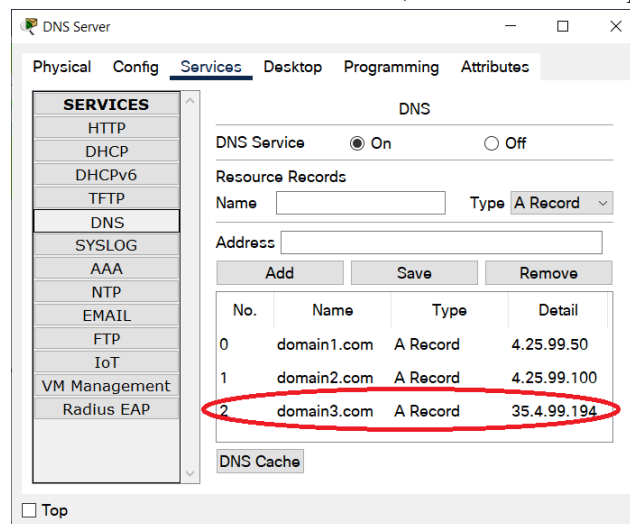 DNS Server
Physical Config Services Desktop Programming Attributes
SERVICES
HTTP
DHCP
DHCPv6
TFTP
DNS
SYSLOG
AAA
NTP
EMAIL
FTP
IoT
VM Management
Radius EAP
DNS
DNS Service On Off
Resource Records
Name Type A Record
Address
Add Save Remove
No. Name Type Detail
0 domain1.com A Record 4.25.99.50
1 domain2.com A Record 4.25.99.100
2 domain3.com A Record 35.4.99.194
DNS Cache
Top